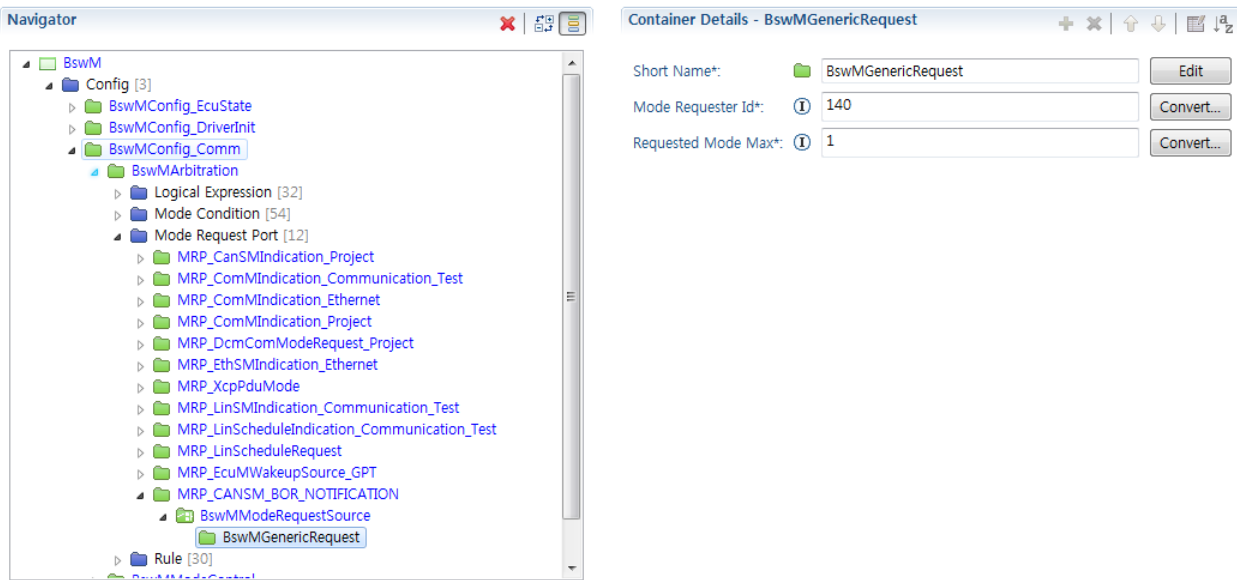 Navigator
BswM
Config [3]
BswMConfig_EcuState
BswMConfig_DriverInit
BswMConfig_Comm
BswMArbitration
Logical Expression [32]
Mode Condition [54]
Mode Request Port [12]
MRP_CanSMIndication_Project
MRP_ComMIndication_Communication_Test
MRP_ComMIndication_Ethernet
MRP_ComMIndication_Project
MRP_DcmComModeRequest_Project
MRP_EthSMIndication_Ethernet
MRP_XcpPduMode
MRP_LinSMIndication_Communication_Test
MRP_LinScheduleIndication_Communication_Test
MRP_LinScheduleRequest
MRP_EcuMWakeupSource_GPT
MRP_CANSM_BOR_NOTIFICATION
BswMModeRequestSource
BswMGenericRequest
Rule [30]
BswMModeControl
Container Details - BswMGenericRequest
Short Name*: BswMGenericRequest Edit
Mode Requester Id*: 140 Convert...
Requested Mode Max*: 1 Convert...